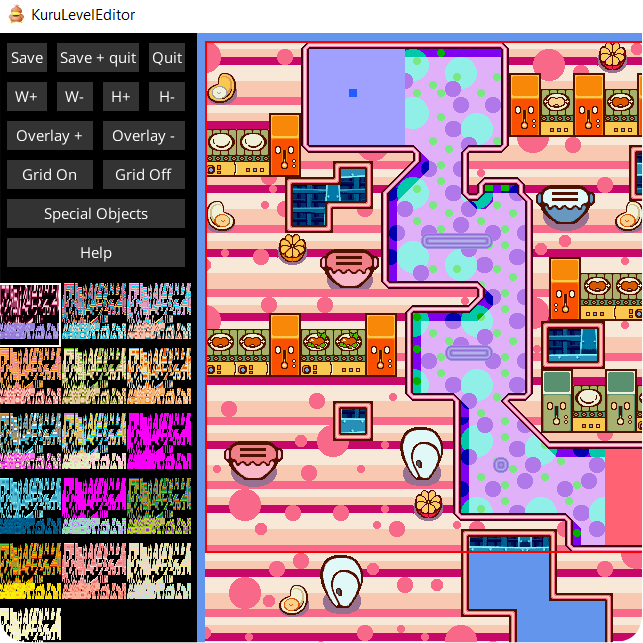 KuruLevelEditor
Save Save + quit Quit
W+ W- H+ H-
Overlay + Overlay -
Grid On Grid Off
Special Objects
Help